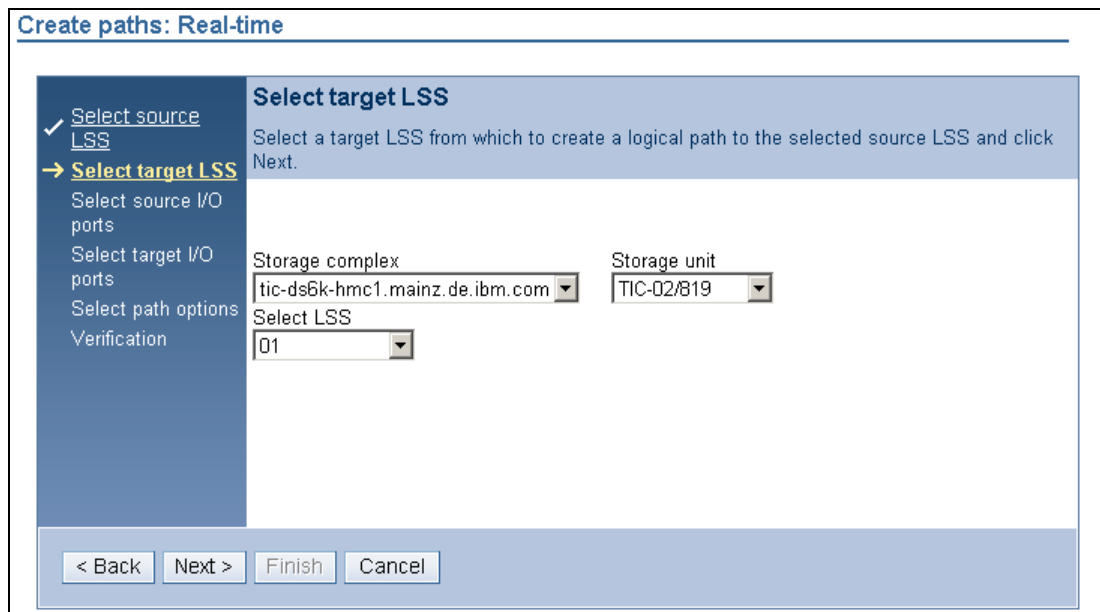 Create paths: Real-time
Select source
LSS
Select target LSS
Select source I/O
ports
Select target I/O
ports
Select path options
Verification
Select target LSS
Select a target LSS from which to create a logical path to the selected source LSS and click
Next.
Storage complex
tic-ds6k-hmc1.mainz.de.ibm.com
Storage unit
TIC-02/819
Select LSS
01
< Back
Next >
Finish
Cancel